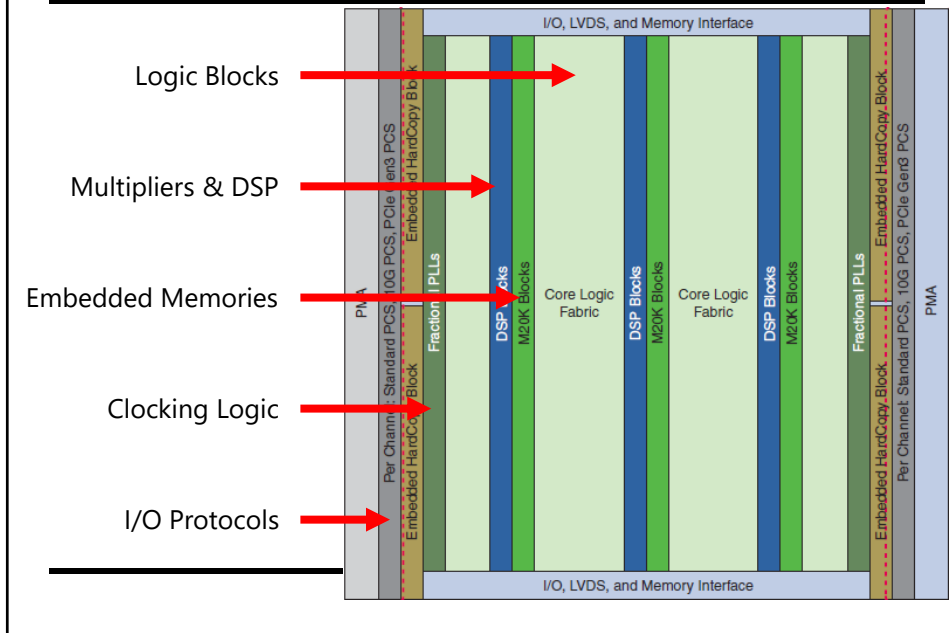 I/O, LVDS, and Memory Interface
Logic Blocks
Multipliers & DSP
Embedded Memories
Clocking Logic
I/O Protocols
PMA
Per Channel: Standard PCS, 10G PCS, PCIe Gen3 PCS
Embedded HardCopy Block
Embedded HardCopy Block
Fractional PLLs
DSP Blocks
M20K Blocks
Core Logic
Fabric
DSP Blocks
M20K Blocks
Core Logic
Fabric
DSP Blocks
M20K Blocks
Fractional PLLs
Embedded HardCopy Block
Embedded HardCopy Block
Per Channel: Standard PCS, 10G PCS, PCIe Gen3 PCS
PMA
I/O, LVDS, and Memory Interface